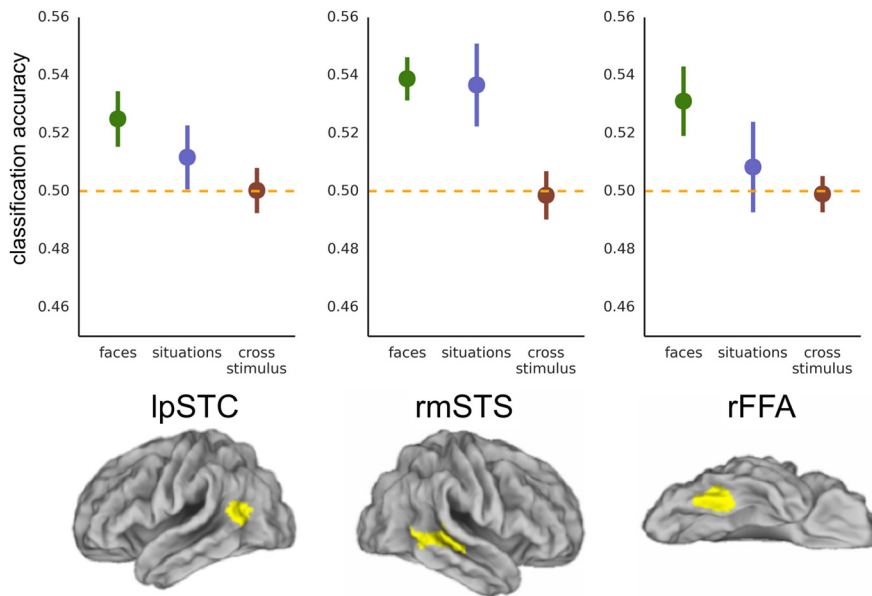 classification accuracy
0.56
0.54
0.52
0.50
0.48
0.46
faces situations cross
stimulus
0.56
0.54
0.52
0.50
0.48
0.46
faces situations cross
stimulus
0.56
0.54
0.52
0.50
0.48
0.46
faces situations cross
stimulus
lpSTC
rmSTS
rFFA